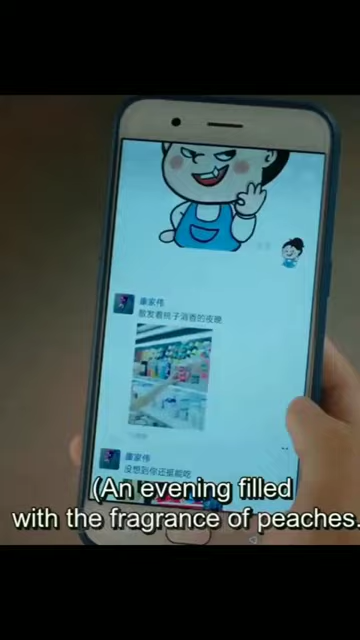 康家伟
散发着桃子消香的夜晚
康家伟
没想到你还挺能吃
(An evening filled
with the fragrance of peaches.